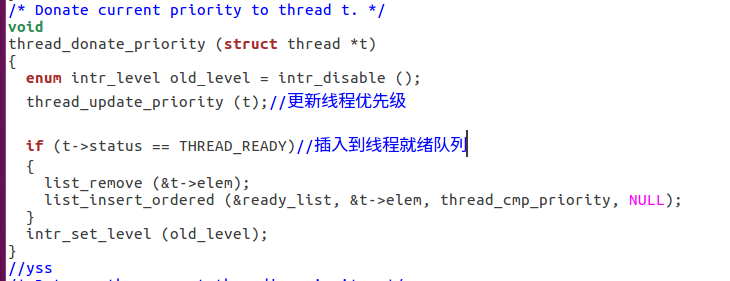 /* Donate current priority to thread t. */
void
thread_donate_priority (struct thread *t)
{
  enum intr_level old_level = intr_disable ();
  thread_update_priority (t);//更新线程优先级

  if (t->status == THREAD_READY)//插入到线程就绪队列
  {
    list_remove (&t->elem);
    list_insert_ordered (&ready_list, &t->elem, thread_cmp_priority, NULL);
  }
  intr_set_level (old_level);
}
//yss